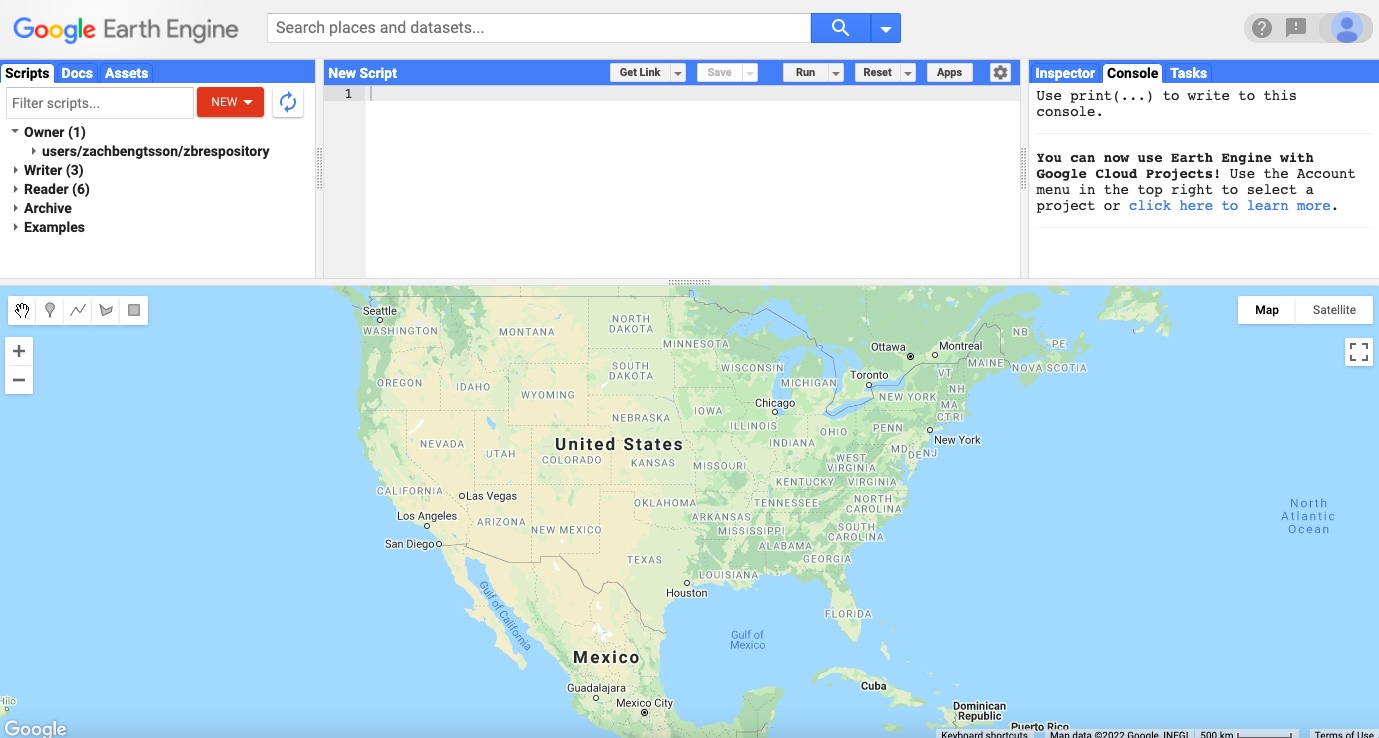 Google Earth Engine
Search places and datasets...
Scripts Docs Assets
Filter scripts...
NEW
Owner (1)
users/zachbengtsson/zbrespository
Writer (3)
Reader (6)
Archive
Examples
New Script
Get Link
Save
Run
Reset
Apps
1
Inspector Console Tasks
Use print(...) to write to this
console.
You can now use Earth Engine with
Google Cloud Projects! Use the Account
menu in the top right to select a
project or click here to learn more.
Map
Satellite
Seattle
WASHINGTON
MONTANA
NORTH
DAKOTA
MINNESOTA
Ottawa
Montreal
NB
PE
NOVA SCOTIA
MAINE
OREGON
IDAHO
WYOMING
SOUTH
DAKOTA
WISCONSIN
MICHIGAN
Toronto
VT
NH
NEW YORK
MA
CT RI
Chicago
IOWA
NEBRASKA
ILLINOIS
INDIANA
OHIO
PENN
New York
NEVADA
UTAH
United States
COLORADO
KANSAS
MISSOURI
WEST
VIRGINIA
MD
DE
NJ
KENTUCKY
VIRGINIA
CALIFORNIA
Las Vegas
Los Angeles
San Diego
ARIZONA
NEW MEXICO
OKLAHOMA
ARKANSAS
TENNESSEE
NORTH
CAROLINA
MISSISSIPPI
SOUTH
CAROLINA
ALABAMA
GEORGIA
TEXAS
LOUISIANA
Houston
FLORIDA
North
Atlantic
Ocean
Gulf of California
Gulf of
Mexico
Mexico
Guadalajara
Mexico City
Cuba
Dominican
Republic
Puerto Rico
Hilo
Google
Keyboard shortcuts
Map data ©2022 Google, INEGI
500 km
Terms of Use